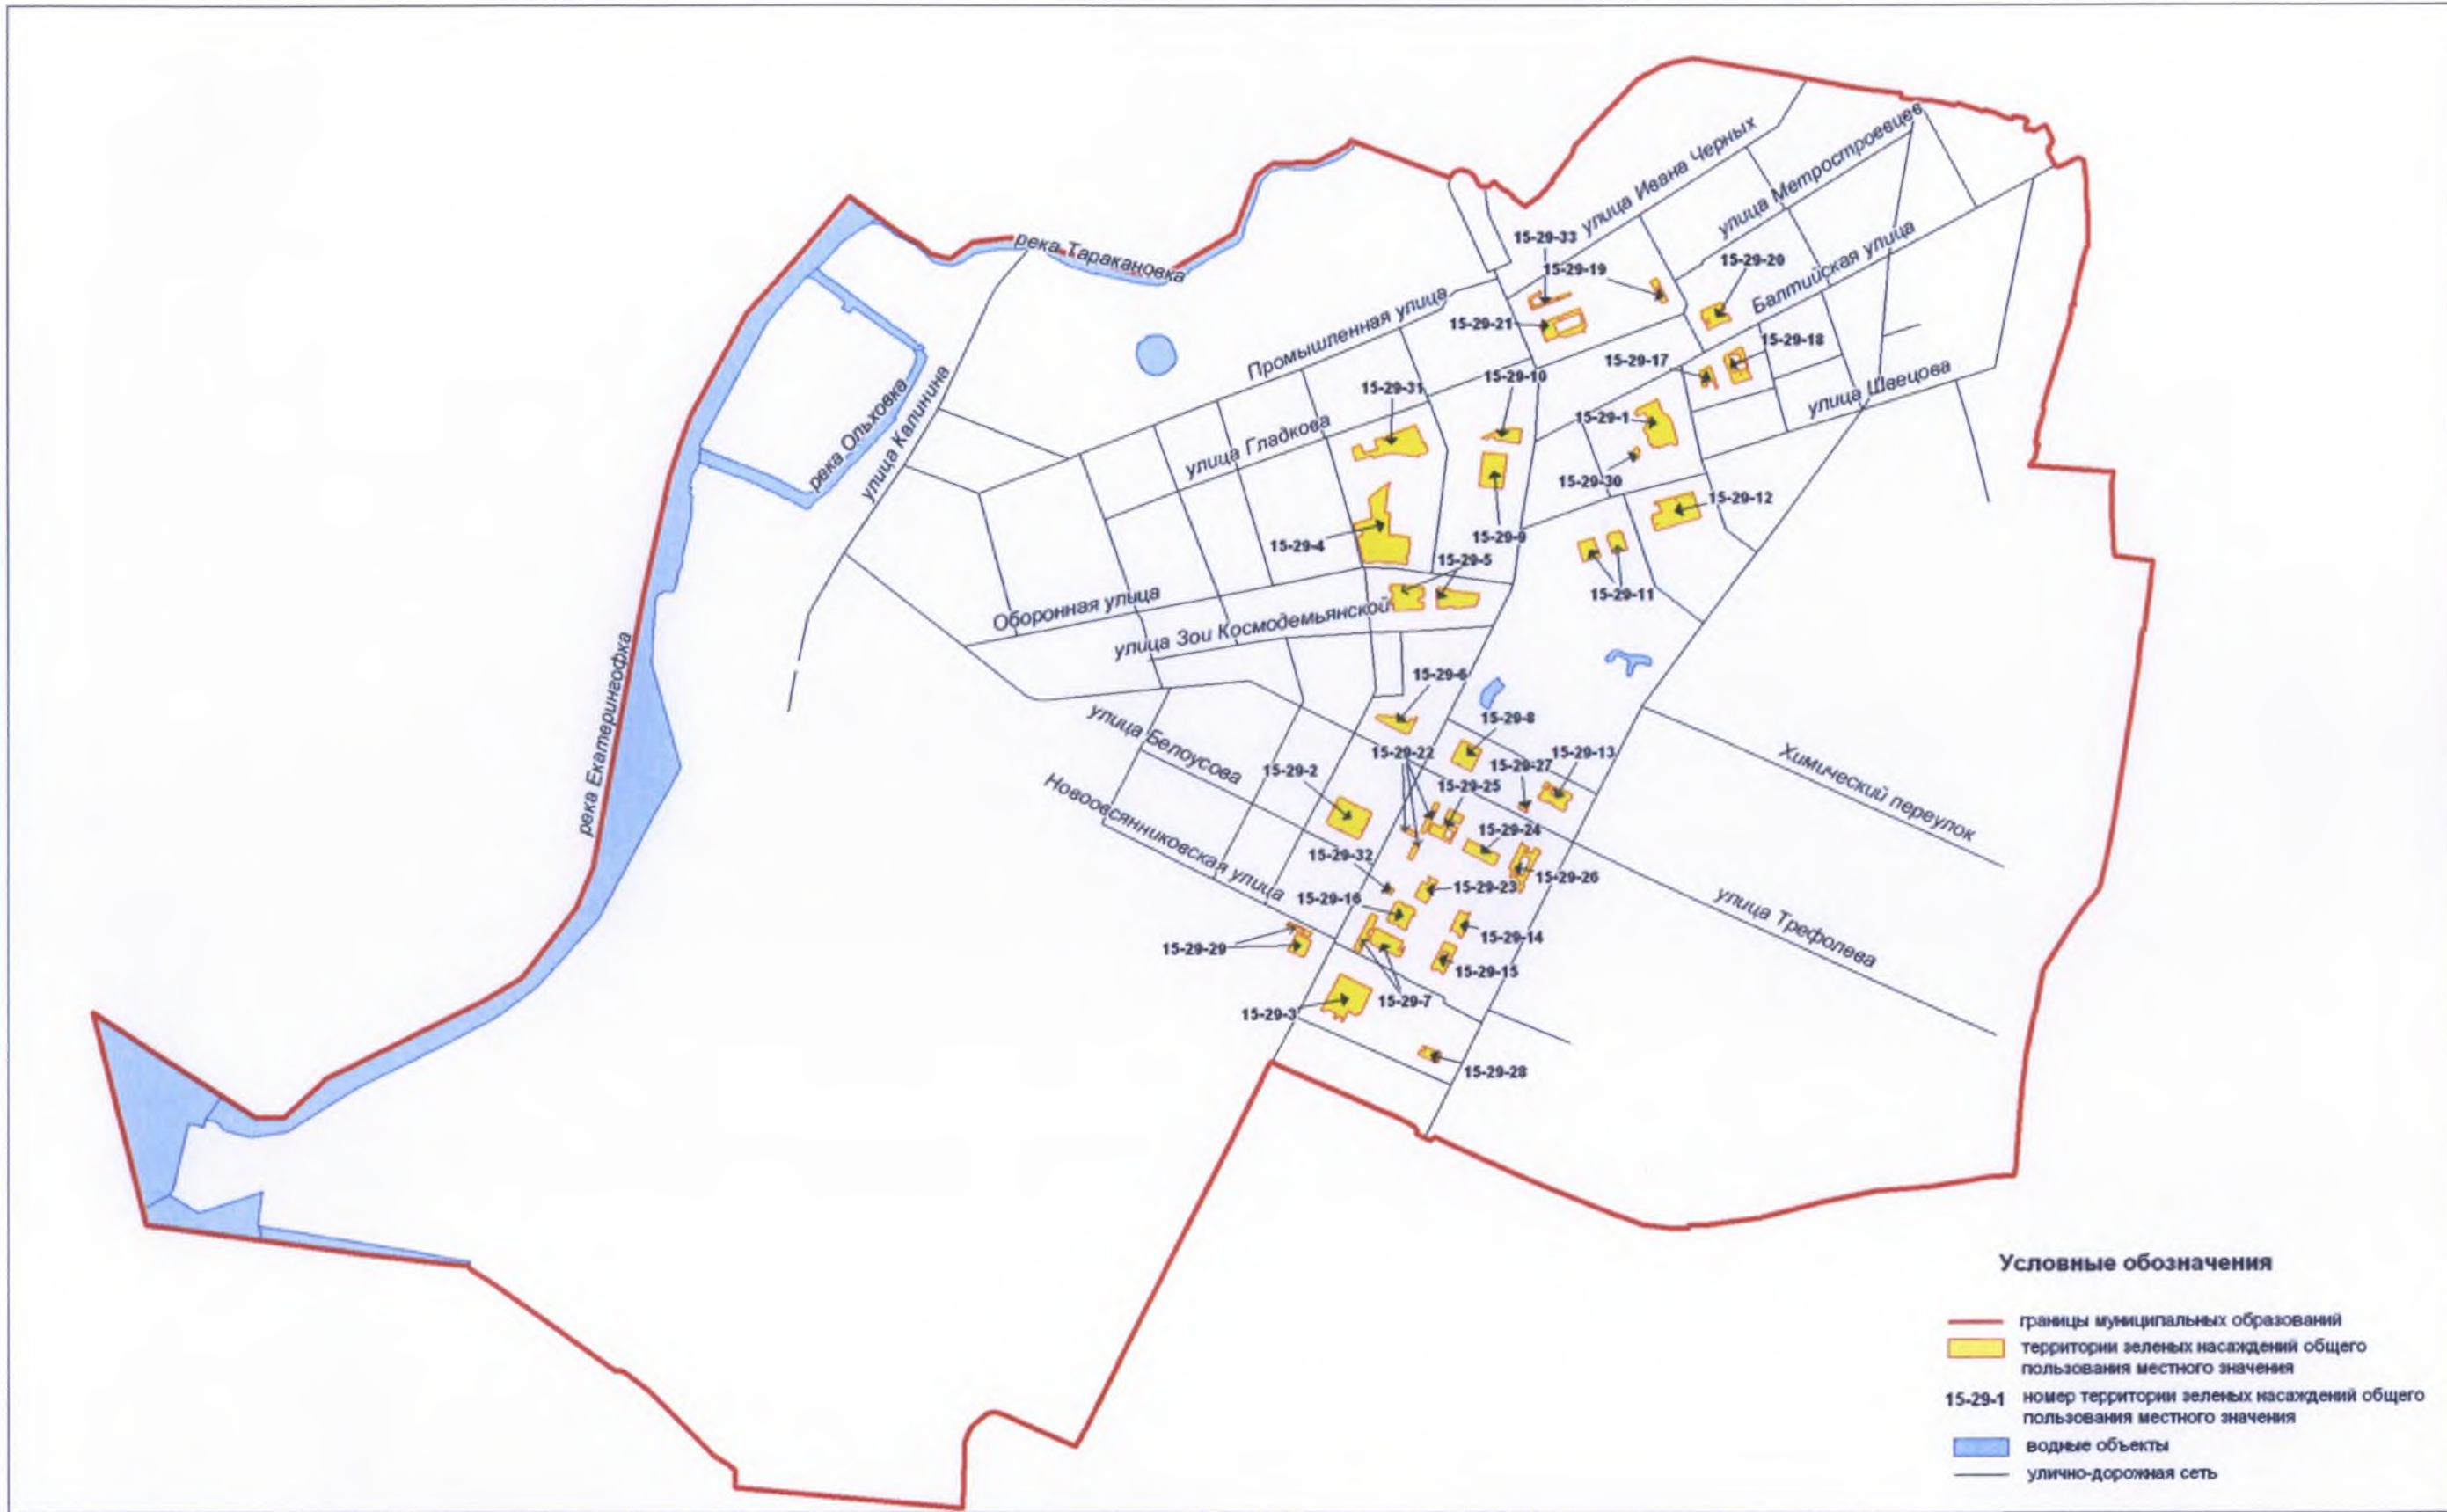 улица Ивана Черных
улица Метростроевцев
Балтийская улица
река Таракановка
15-29-33
15-29-19
15-29-20
15-29-21
Промышленная улица
15-29-18
15-29-17
15-29-10
15-29-31
улица Швецова
река Ольховка
улица Калинина
улица Гладкова
15-29-1
15-29-30
15-29-12
15-29-9
15-29-4
15-29-5
15-29-11
Оборонная улица
улица Зои Космодемьянской
15-29-6
река Екатерингофка
улица Белоусова
15-29-8
15-29-22
15-29-13
15-29-27
15-29-2
15-29-25
Химический переулок
Новоовсянниковская улица
15-29-24
15-29-32
15-29-26
15-29-23
15-29-16
улица Трефолева
15-29-14
15-29-29
15-29-15
15-29-7
15-29-3
15-29-28
Условные обозначения
границы муниципальных образований
территории зеленых насаждений общего
пользования местного значения
15-29-1 номер территории зеленых насаждений общего
пользования местного значения
водные объекты
улично-дорожная сеть